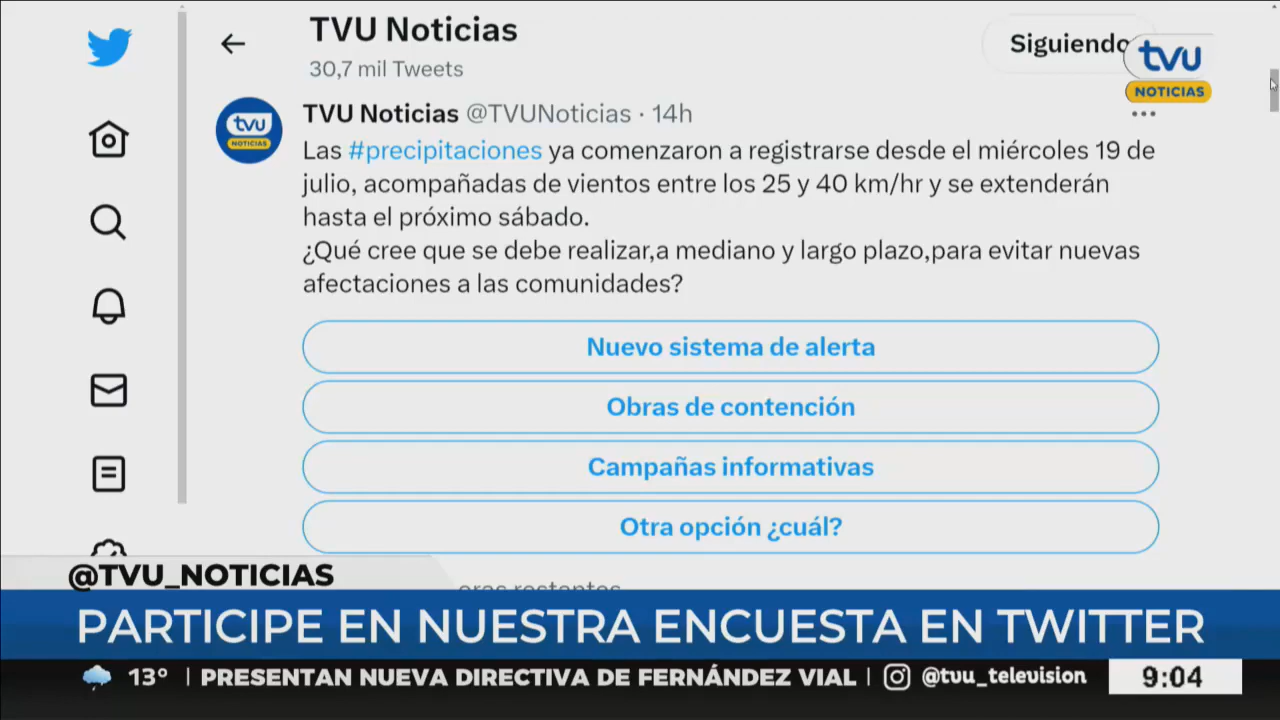 TVU Noticias
30,7 mil Tweets
Siguiendo
tvu
NOTICIAS
tvu
NOTICIAS
TVU Noticias @TVUNoticias · 14h
Las #precipitaciones ya comenzaron a registrarse desde el miércoles 19 de
julio, acompañadas de vientos entre los 25 y 40 km/hr y se extenderán
hasta el próximo sábado.
¿Qué cree que se debe realizar,a mediano y largo plazo,para evitar nuevas
afectaciones a las comunidades?
Nuevo sistema de alerta
Obras de contención
Campañas informativas
Otra opción ¿cuál?
restantes
@TVU_NOTICIAS
PARTICIPE EN NUESTRA ENCUESTA EN TWITTER
13° | PRESENTAN NUEVA DIRECTIVA DE FERNÁNDEZ VIAL | @tvu_television
9:04